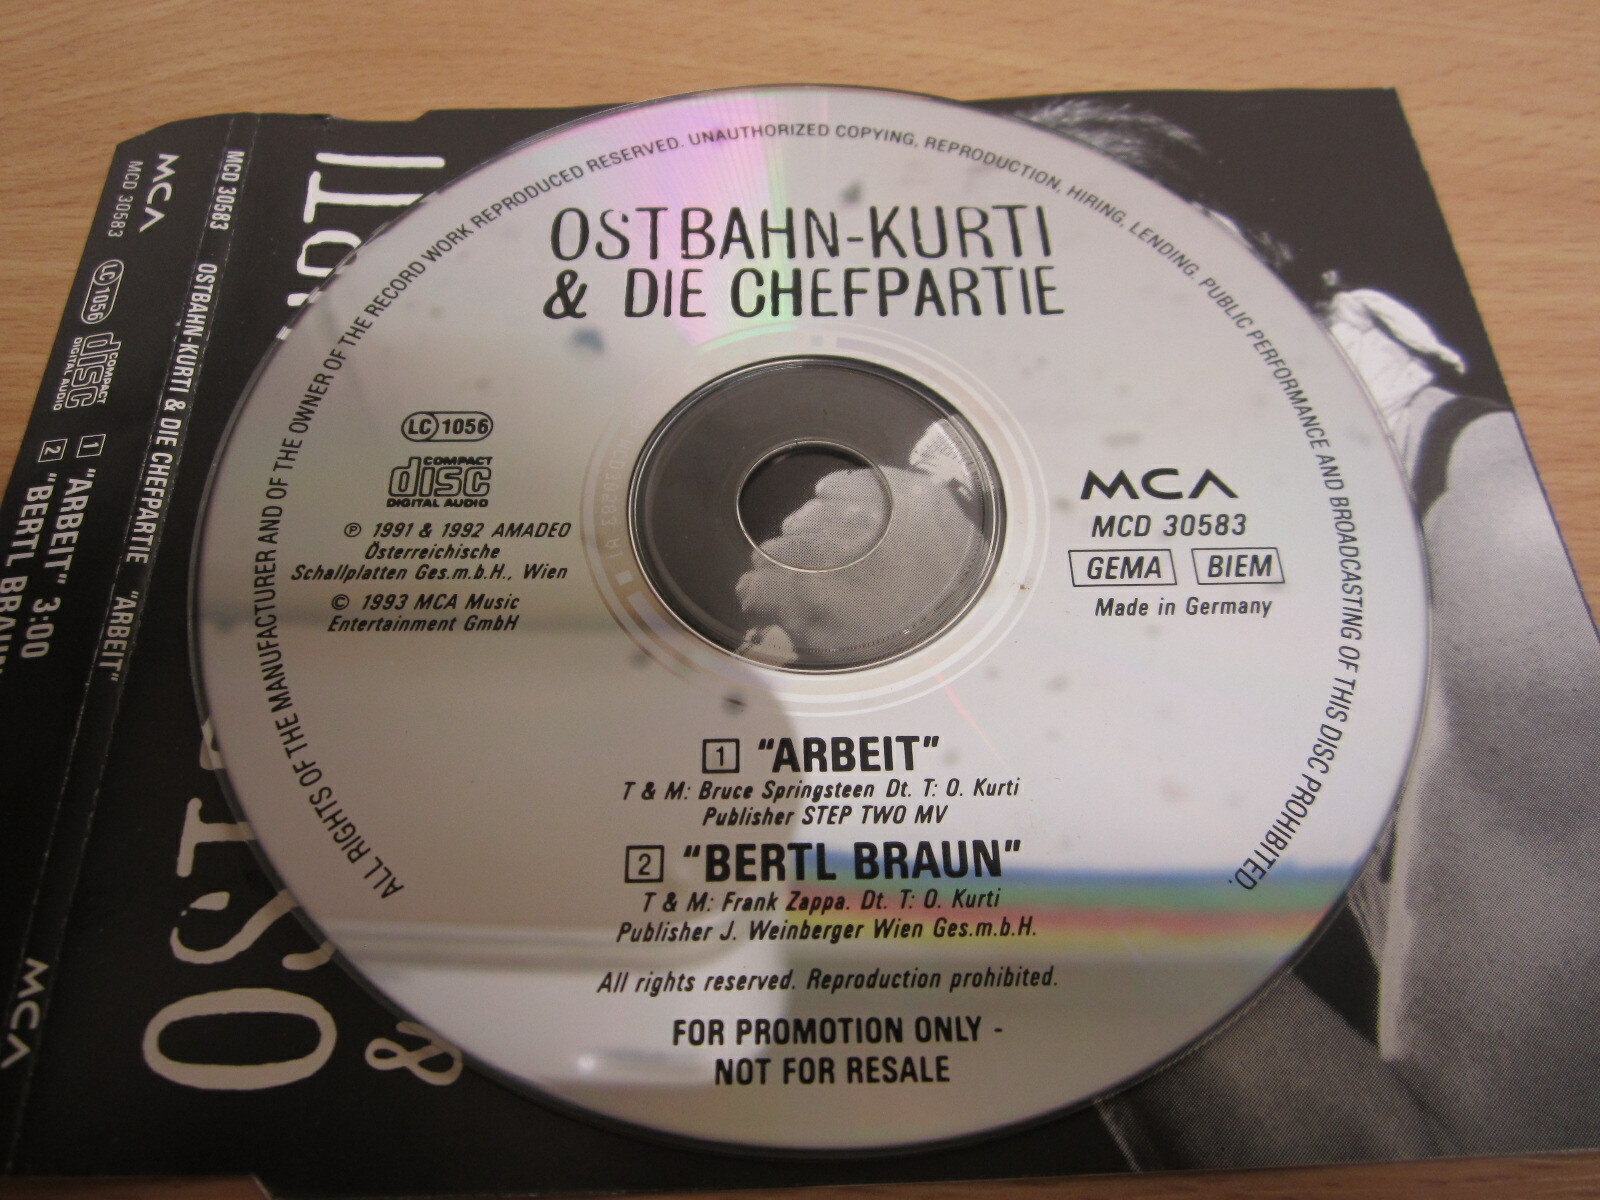 ALL RIGHTS OF THE MANUFACTURER AND OF THE OWNER OF THE RECORD WORK REPRODUCED RESERVED. UNAUTHORIZED COPYING, REPRODUCTION, HIRING, LENDING, PUBLIC PERFORMANCE AND BROADCASTING OF THIS DISC PROHIBITED.
OSTBAHN-KURTI
& DIE CHEFPARTIE
LC 1056
COMPACT
disc
DIGITAL AUDIO
℗ 1991 & 1992 AMADEO
Österreichische
Schallplatten Ges.m.b.H., Wien
© 1993 MCA Music
Entertainment GmbH
MCA
MCD 30583
GEMA BIEM
Made in Germany
1 "ARBEIT"
T & M: Bruce Springsteen Dt. T: O. Kurti
Publisher STEP TWO MV
2 "BERTL BRAUN"
T & M: Frank Zappa. Dt. T: O. Kurti
Publisher J. Weinberger Wien Ges.m.b.H.
All rights reserved. Reproduction prohibited.
FOR PROMOTION ONLY -
NOT FOR RESALE
MCD 30583 OSTBAHN-KURTI & DIE CHEFPARTIE "ARBEIT"
MCA
MCD 30583
LC 1056
COMPACT
disc
DIGITAL AUDIO
1 "ARBEIT" 3:00
2 "BERTL BRAUN
MCA
&